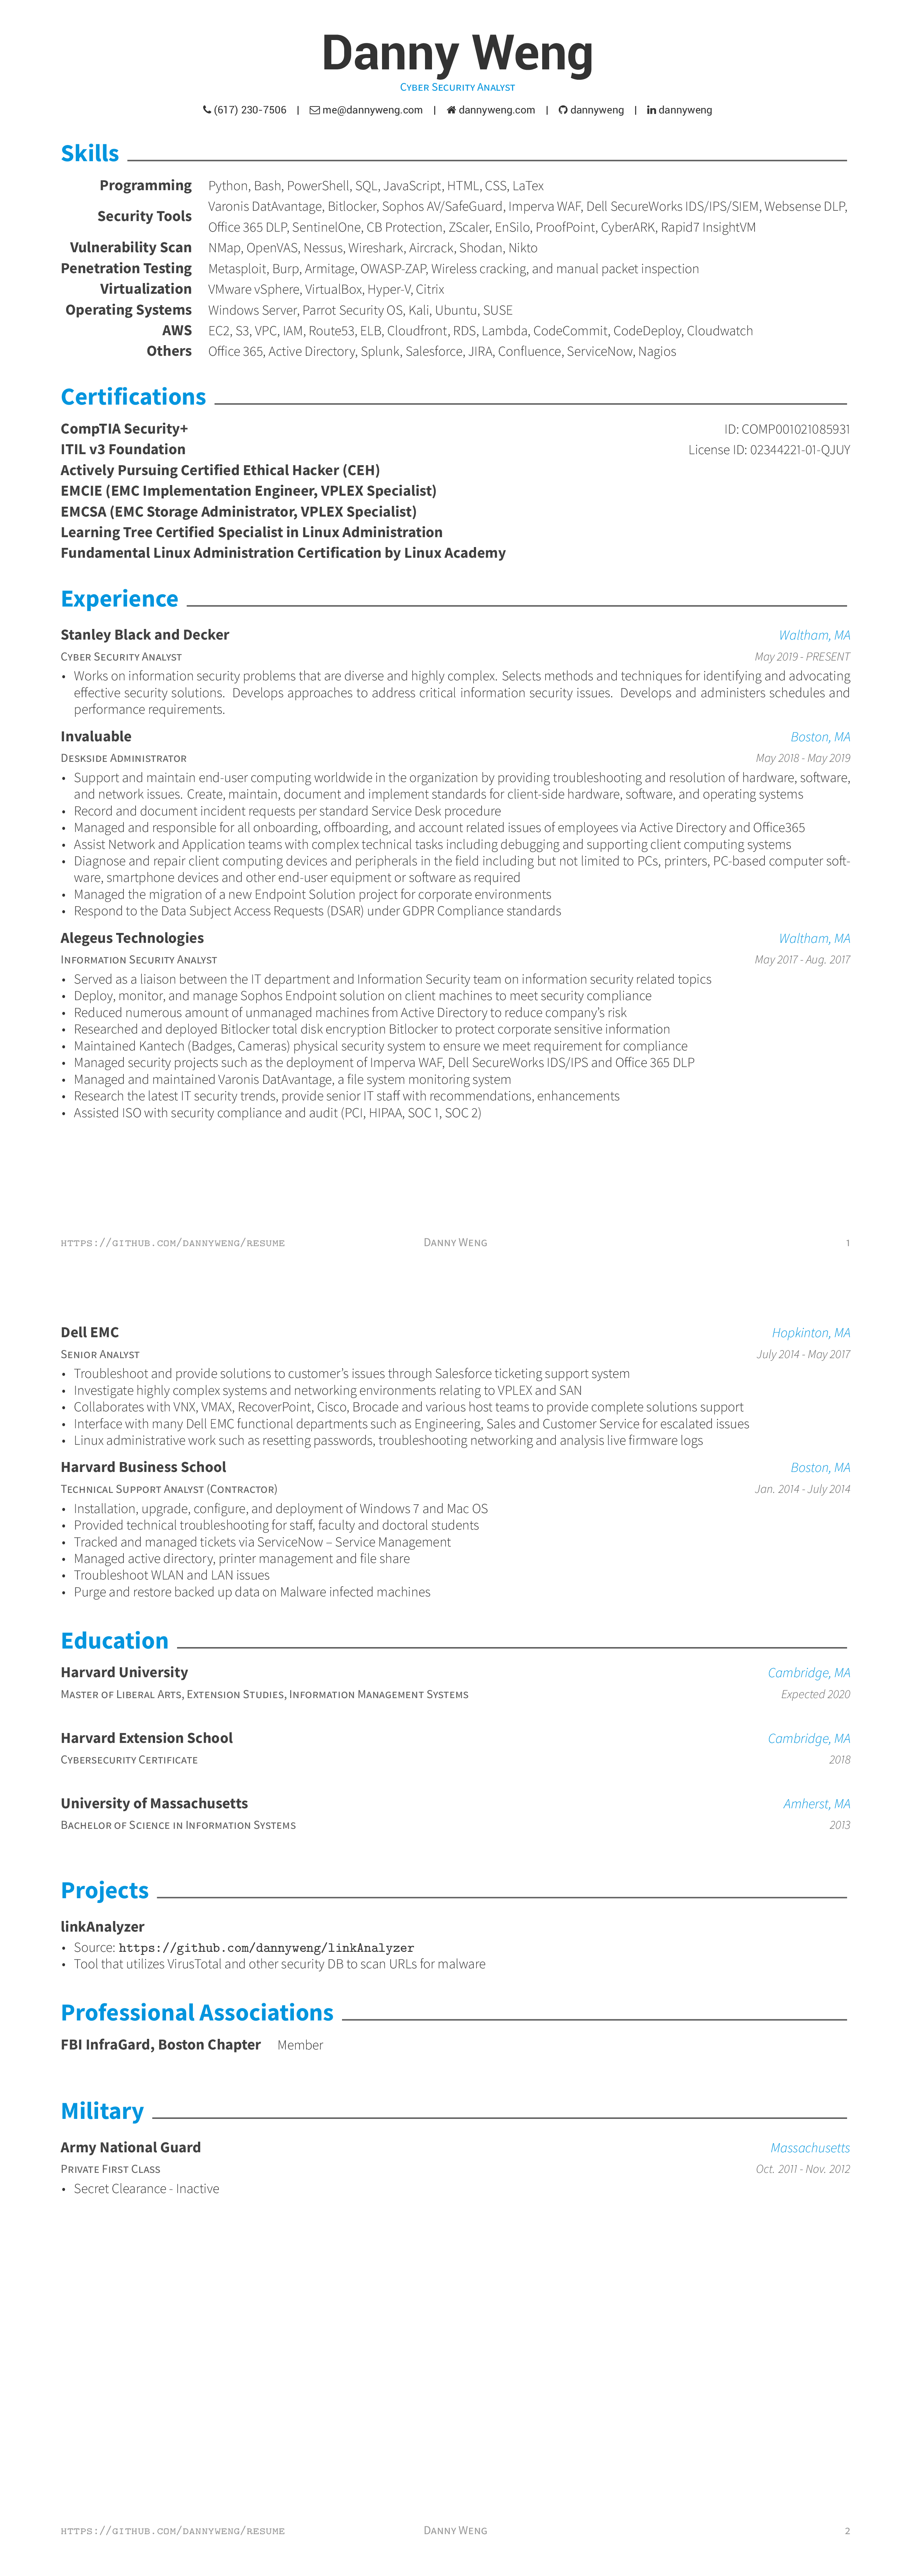 Danny Weng
Cyber Security Analyst
(617) 230-7506 | me@dannyweng.com | dannyweng.com | dannyweng | dannyweng
Skills
Programming Python, Bash, PowerShell, SQL, JavaScript, HTML, CSS, LaTex
Security Tools Varonis DatAvantage, Bitlocker, Sophos AV/SafeGuard, Imperva WAF, Dell SecureWorks IDS/IPS/SIEM, Websense DLP,
Office 365 DLP, SentinelOne, CB Protection, ZScaler, EnSilo, ProofPoint, CyberARK, Rapid7 InsightVM
Vulnerability Scan NMap, OpenVAS, Nessus, Wireshark, Aircrack, Shodan, Nikto
Penetration Testing Metasploit, Burp, Armitage, OWASP-ZAP, Wireless cracking, and manual packet inspection
Virtualization VMware vSphere, VirtualBox, Hyper-V, Citrix
Operating Systems Windows Server, Parrot Security OS, Kali, Ubuntu, SUSE
AWS EC2, S3, VPC, IAM, Route53, ELB, Cloudfront, RDS, Lambda, CodeCommit, CodeDeploy, Cloudwatch
Others Office 365, Active Directory, Splunk, Salesforce, JIRA, Confluence, ServiceNow, Nagios
Certifications
CompTIA Security+ ID: COMP001021085931
ITIL v3 Foundation License ID: 02344221-01-QJUY
Actively Pursuing Certified Ethical Hacker (CEH)
EMCIE (EMC Implementation Engineer, VPLEX Specialist)
EMCSA (EMC Storage Administrator, VPLEX Specialist)
Learning Tree Certified Specialist in Linux Administration
Fundamental Linux Administration Certification by Linux Academy
Experience
Stanley Black and Decker Waltham, MA
Cyber Security Analyst May 2019 - PRESENT
• Works on information security problems that are diverse and highly complex. Selects methods and techniques for identifying and advocating
effective security solutions. Develops approaches to address critical information security issues. Develops and administers schedules and
performance requirements.
Invaluable Boston, MA
Deskside Administrator May 2018 - May 2019
• Support and maintain end-user computing worldwide in the organization by providing troubleshooting and resolution of hardware, software,
and network issues. Create, maintain, document and implement standards for client-side hardware, software, and operating systems
• Record and document incident requests per standard Service Desk procedure
• Managed and responsible for all onboarding, offboarding, and account related issues of employees via Active Directory and Office365
• Assist Network and Application teams with complex technical tasks including debugging and supporting client computing systems
• Diagnose and repair client computing devices and peripherals in the field including but not limited to PCs, printers, PC-based computer soft-
ware, smartphone devices and other end-user equipment or software as required
• Managed the migration of a new Endpoint Solution project for corporate environments
• Respond to the Data Subject Access Requests (DSAR) under GDPR Compliance standards
Alegeus Technologies Waltham, MA
Information Security Analyst May 2017 - Aug. 2017
• Served as a liaison between the IT department and Information Security team on information security related topics
• Deploy, monitor, and manage Sophos Endpoint solution on client machines to meet security compliance
• Reduced numerous amount of unmanaged machines from Active Directory to reduce company's risk
• Researched and deployed Bitlocker total disk encryption Bitlocker to protect corporate sensitive information
• Maintained Kantech (Badges, Cameras) physical security system to ensure we meet requirement for compliance
• Managed security projects such as the deployment of Imperva WAF, Dell SecureWorks IDS/IPS and Office 365 DLP
• Managed and maintained Varonis DatAvantage, a file system monitoring system
• Research the latest IT security trends, provide senior IT staff with recommendations, enhancements
• Assisted ISO with security compliance and audit (PCI, HIPAA, SOC 1, SOC 2)
HTTPS://GITHUB.COM/DANNYWENG/RESUME Danny Weng 1
Dell EMC Hopkinton, MA
Senior Analyst July 2014 - May 2017
• Troubleshoot and provide solutions to customer's issues through Salesforce ticketing support system
• Investigate highly complex systems and networking environments relating to VPLEX and SAN
• Collaborates with VNX, VMAX, RecoverPoint, Cisco, Brocade and various host teams to provide complete solutions support
• Interface with many Dell EMC functional departments such as Engineering, Sales and Customer Service for escalated issues
• Linux administrative work such as resetting passwords, troubleshooting networking and analysis live firmware logs
Harvard Business School Boston, MA
Technical Support Analyst (Contractor) Jan. 2014 - July 2014
• Installation, upgrade, configure, and deployment of Windows 7 and Mac OS
• Provided technical troubleshooting for staff, faculty and doctoral students
• Tracked and managed tickets via ServiceNow – Service Management
• Managed active directory, printer management and file share
• Troubleshoot WLAN and LAN issues
• Purge and restore backed up data on Malware infected machines
Education
Harvard University Cambridge, MA
Master of Liberal Arts, Extension Studies, Information Management Systems Expected 2020
Harvard Extension School Cambridge, MA
Cybersecurity Certificate 2018
University of Massachusetts Amherst, MA
Bachelor of Science in Information Systems 2013
Projects
linkAnalyzer
• Source: https://github.com/dannyweng/linkAnalyzer
• Tool that utilizes VirusTotal and other security DB to scan URLs for malware
Professional Associations
FBI InfraGard, Boston Chapter Member
Military
Army National Guard Massachusetts
Private First Class Oct. 2011 - Nov. 2012
• Secret Clearance - Inactive
HTTPS://GITHUB.COM/DANNYWENG/RESUME Danny Weng 2